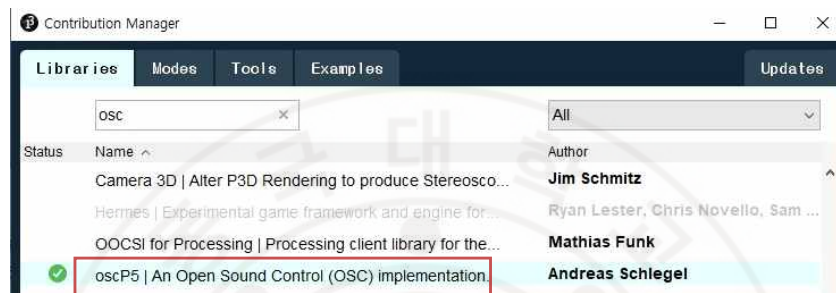 Contribution Manager
Libraries Modes Tools Examples Updates
osc All
Status Name Author
Camera 3D | Alter P3D Rendering to produce Stereosco... Jim Schmitz
Hermes | Experimental game framework and engine for... Ryan Lester, Chris Novello, Sam ...
OOCSI for Processing | Processing client library for the... Mathias Funk
oscP5 | An Open Sound Control (OSC) implementation. Andreas Schlegel